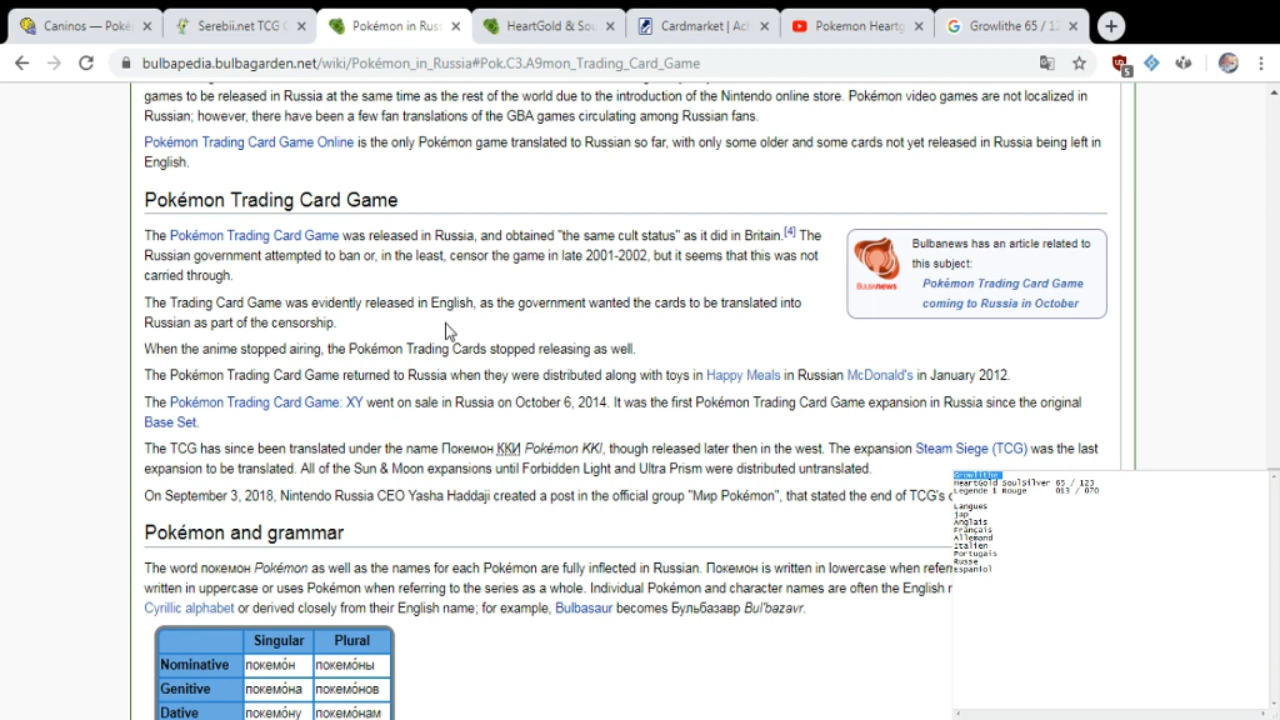 Caninos — Poké
Serebii.net TCG
Pokémon in Rus
HeartGold & Sou
Cardmarket | Ac
Pokemon Heartg
Growlithe 65 / 12
bulbapedia.bulbagarden.net/wiki/Pokémon_in_Russia#Pok.C3.A9mon_Trading_Card_Game
5
games to be released in Russia at the same time as the rest of the world due to the introduction of the Nintendo online store. Pokémon video games are not localized in
Russian; however, there have been a few fan translations of the GBA games circulating among Russian fans.
Pokémon Trading Card Game Online is the only Pokémon game translated to Russian so far, with only some older and some cards not yet released in Russia being left in
English.
Pokémon Trading Card Game
The Pokémon Trading Card Game was released in Russia, and obtained "the same cult status" as it did in Britain.[4] The
Russian government attempted to ban or, in the least, censor the game in late 2001-2002, but it seems that this was not
carried through.
Bulbanews has an article related to
this subject:
Pokémon Trading Card Game
coming to Russia in October
BULBANEWS
The Trading Card Game was evidently released in English, as the government wanted the cards to be translated into
Russian as part of the censorship.
When the anime stopped airing, the Pokémon Trading Cards stopped releasing as well.
The Pokémon Trading Card Game returned to Russia when they were distributed along with toys in Happy Meals in Russian McDonald's in January 2012.
The Pokémon Trading Card Game: XY went on sale in Russia on October 6, 2014. It was the first Pokémon Trading Card Game expansion in Russia since the original
Base Set.
The TCG has since been translated under the name Покемон ККИ Pokémon KKI, though released later then in the west. The expansion Steam Siege (TCG) was the last
expansion to be translated. All of the Sun & Moon expansions until Forbidden Light and Ultra Prism were distributed untranslated.
On September 3, 2018, Nintendo Russia CEO Yasha Haddaji created a post in the official group "Мир Pokémon", that stated the end of TCG's
Pokémon and grammar
The word покемон Pokémon as well as the names for each Pokémon are fully inflected in Russian. Покемон is written in lowercase when
written in uppercase or uses Pokémon when referring to the series as a whole. Individual Pokémon and character names are often the English
Cyrillic alphabet or derived closely from their English name; for example, Bulbasaur becomes Бульбазавр Bul'bazavr.
Singular Plural
Nominative покемо́н покемо́ны
Genitive покемо́на покемо́нов
Dative покемо́ну покемо́нам
Growlithe
HeartGold SoulSilver 65 / 123
Legende 1 Rouge 013 / 070
Langues
jap
Anglais
Français
Allemand
Italien
Portugais
Russe
Espagnol